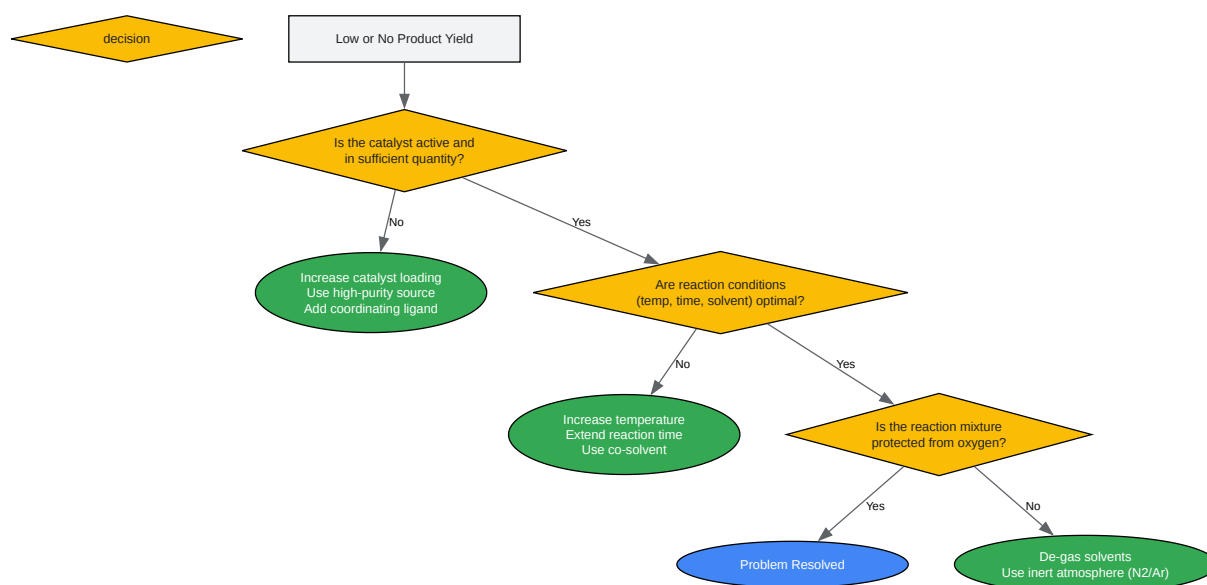 decision
Low or No Product Yield
Is the catalyst active and
in sufficient quantity?
No
Yes
Increase catalyst loading
Use high-purity source
Add coordinating ligand
Are reaction conditions
(temp, time, solvent) optimal?
No
Yes
Increase temperature
Extend reaction time
Use co-solvent
Is the reaction mixture
protected from oxygen?
Yes
No
Problem Resolved
De-gas solvents
Use inert atmosphere (N2/Ar)